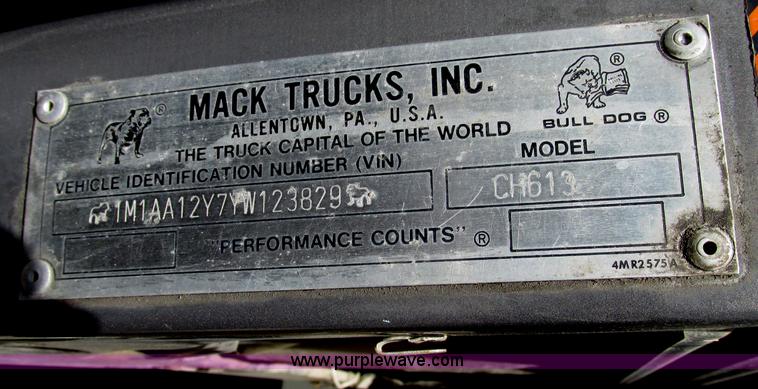 MACK TRUCKS, INC.
ALLENTOWN, PA., U.S.A.
THE TRUCK CAPITAL OF THE WORLD
BULL DOG ®
VEHICLE IDENTIFICATION NUMBER (VIN)
MODEL
1M1AA12Y7YW123829
CH613
"PERFORMANCE COUNTS" ®
4MR2575A
www.purplewave.com